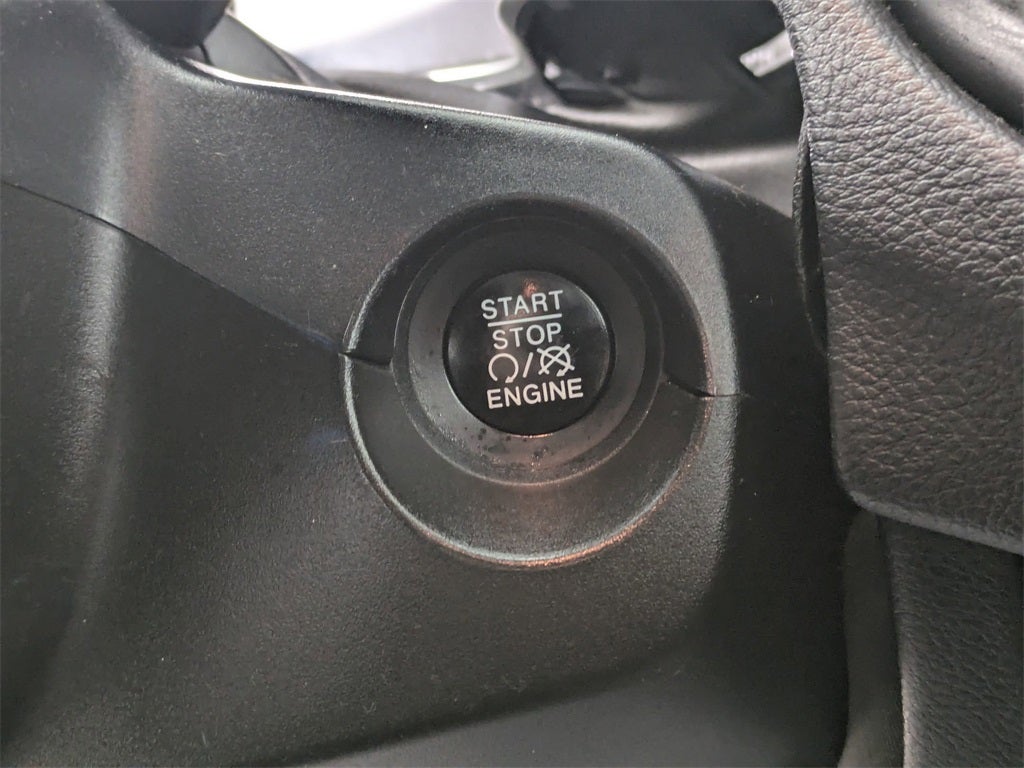 START
STOP
/
ENGINE